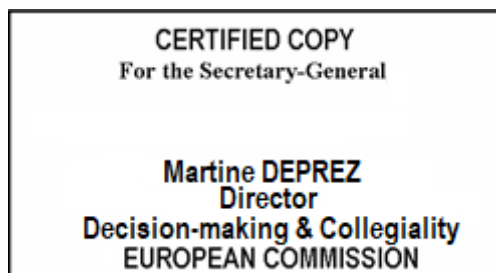 CERTIFIED COPY
For the Secretary-General
Martine DEPREZ
Director
Decision-making & Collegiality
EUROPEAN COMMISSION